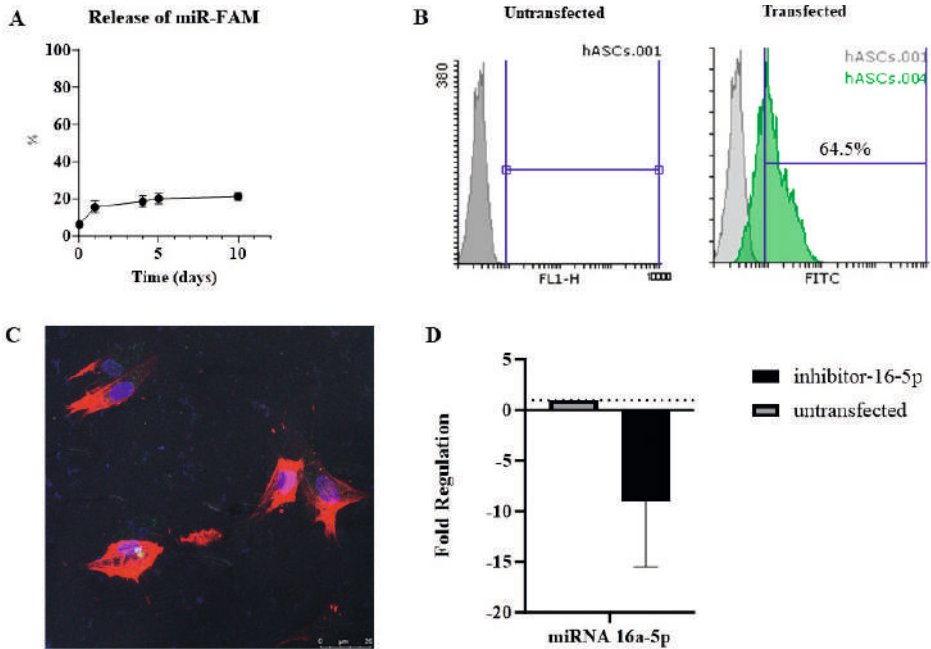 A
Release of miR-FAM
100
80
60
40
20
0
%
0
5
10
Time (days)
B
Untransfected
hASCs.001
380
FL1-H
Transfected
hASCs.001
hASCs.004
64.5%
FITC
C
0
µm
D
5
0
-5
-10
-15
-20
Fold Regulation
miRNA 16a-5p
inhibitor-16-5p
untransfected